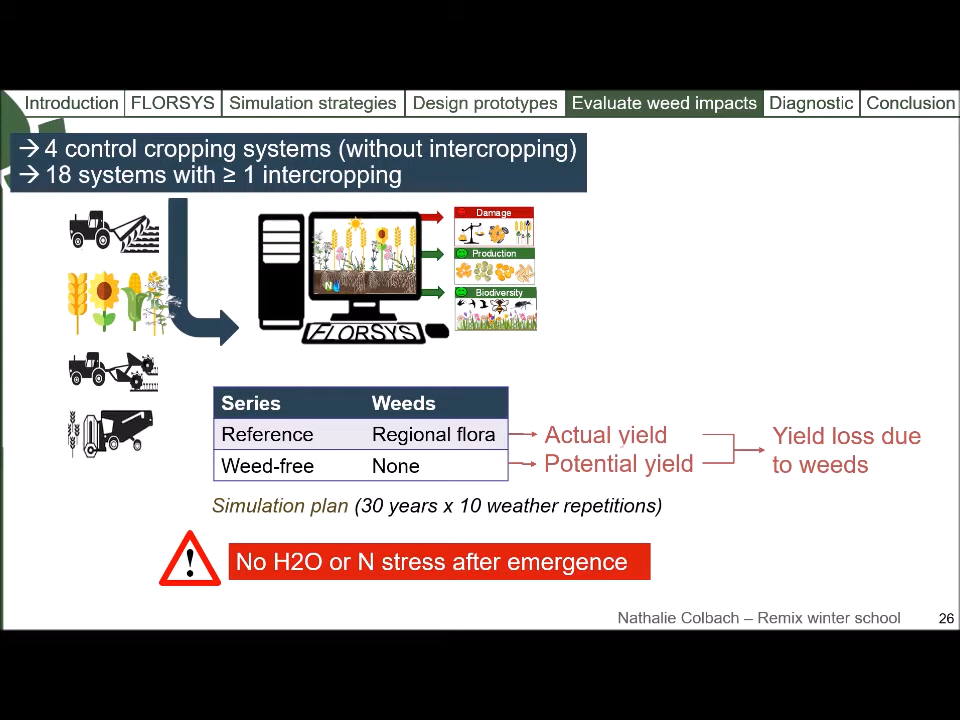 Introduction FLORSYS Simulation strategies Design prototypes Evaluate weed impacts Diagnostic Conclusion
→ 4 control cropping systems (without intercropping)
→ 18 systems with ≥ 1 intercropping
Damage
Production
Biodiversity
N
FLORSYS
Series Weeds
Reference Regional flora
Weed-free None
Actual yield
Potential yield
Yield loss due
to weeds
Simulation plan (30 years x 10 weather repetitions)
! No H2O or N stress after emergence
Nathalie Colbach – Remix winter school 26